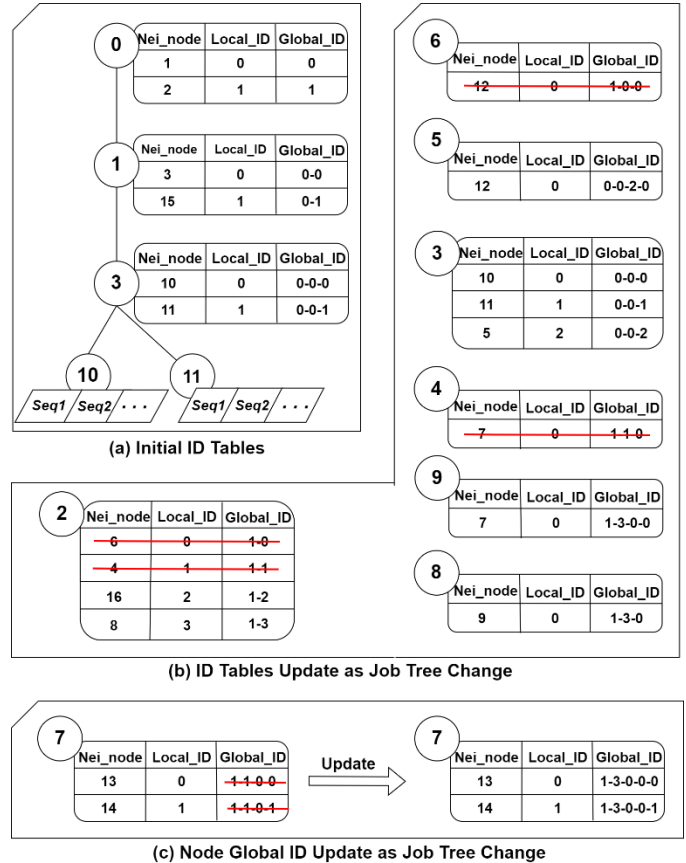 0
Nei_node Local_ID Global_ID
1 0 0
2 1 1
1
Nei_node Local_ID Global_ID
3 0 0-0
15 1 0-1
3
Nei_node Local_ID Global_ID
10 0 0-0-0
11 1 0-0-1
10 11
Seq1 Seq2 · · · Seq1 Seq2 · · ·
(a) Initial ID Tables
6
Nei_node Local_ID Global_ID
12 0 1-0-0
5
Nei_node Local_ID Global_ID
12 0 0-0-2-0
3
Nei_node Local_ID Global_ID
10 0 0-0-0
11 1 0-0-1
5 2 0-0-2
4
Nei_node Local_ID Global_ID
7 0 1-1-0
9
Nei_node Local_ID Global_ID
7 0 1-3-0-0
8
Nei_node Local_ID Global_ID
9 0 1-3-0
2
Nei_node Local_ID Global_ID
6 0 1-0
4 1 1-1
16 2 1-2
8 3 1-3
(b) ID Tables Update as Job Tree Change
7
Nei_node Local_ID Global_ID
13 0 1-1-0-0
14 1 1-1-0-1
Update
7
Nei_node Local_ID Global_ID
13 0 1-3-0-0-0
14 1 1-3-0-0-1
(c) Node Global ID Update as Job Tree Change